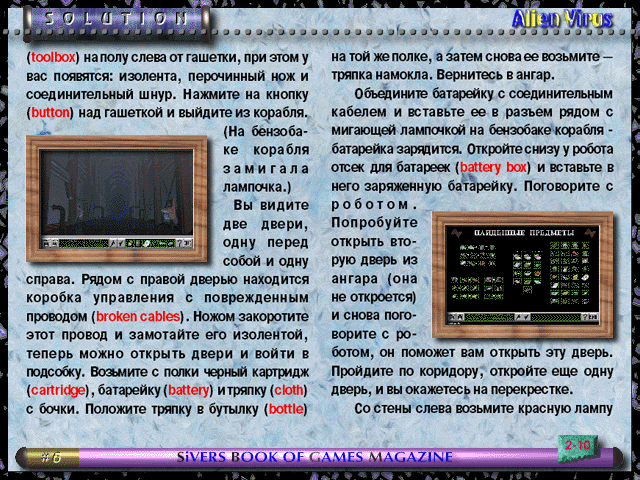 SOLUTION
Alien Virus
(toolbox) на полу слева от гашетки, при этом у
вас появятся: изолента, перочинный нож и
соединительный шнур. Нажмите на кнопку
(button) над гашеткой и выйдите из корабля.
(На бензоба-
ке корабля
замигала
лампочка.)
Вы видите
две двери,
одну перед
собой и одну
справа. Рядом с правой дверью находится
коробка управления с поврежденным
проводом (broken cables). Ножом закоротите
этот провод и замотайте его изолентой,
теперь можно открыть двери и войти в
подсобку. Возьмите с полки черный картридж
(cartridge), батарейку (battery) и тряпку (cloth)
с бочки. Положите тряпку в бутылку (bottle)
на той же полке, а затем снова ее возьмите —
тряпка намокла. Вернитесь в ангар.
Объедините батарейку с соединительным
кабелем и вставьте ее в разъем рядом с
мигающей лампочкой на бензобаке корабля -
батарейка зарядится. Откройте снизу у робота
отсек для батареек (battery box) и вставьте в
него заряженную батарейку. Поговорите с
роботом.
Попробуйте
открыть вто-
рую дверь из
ангара (она
не откроется)
и снова пого-
ворите с ро-
ботом, он поможет вам открыть эту дверь.
Пройдите по коридору, откройте еще одну
дверь, и вы окажетесь на перекрестке.
Со стены слева возьмите красную лампу
НАЙДЕННЫЕ ПРЕДМЕТЫ
#6
SiVERS BOOK OF GAMES MAGAZINE
2-10